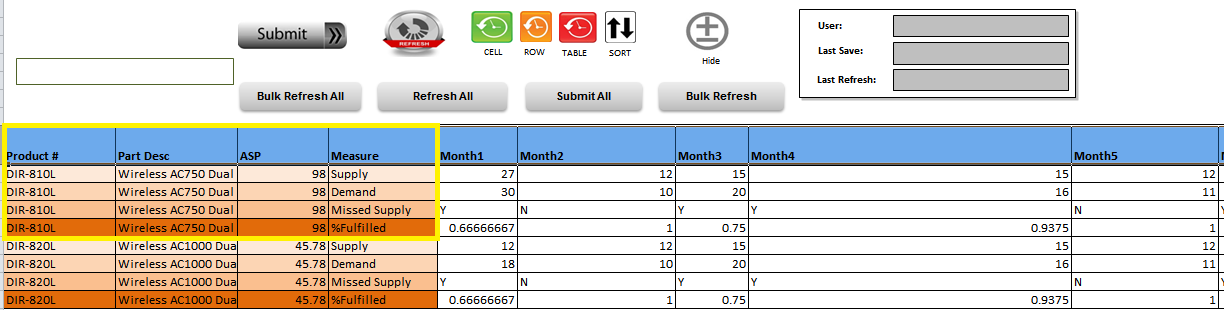 Submit
REFRESH
CELL ROW TABLE SORT
Hide
User:
Last Save:
Last Refresh:
Bulk Refresh All Refresh All Submit All Bulk Refresh
Product # Part Desc ASP Measure Month1 Month2 Month3 Month4 Month5
DIR-810L Wireless AC750 Dual 98 Supply 27 12 15 15 12
DIR-810L Wireless AC750 Dual 98 Demand 30 10 20 16 11
DIR-810L Wireless AC750 Dual 98 Missed Supply Y N Y Y N Y
DIR-810L Wireless AC750 Dual 98 %Fulfilled 0.66666667 1 0.75 0.9375 1
DIR-820L Wireless AC1000 Dua 45.78 Supply 12 12 15 15 12
DIR-820L Wireless AC1000 Dua 45.78 Demand 18 10 20 16 11
DIR-820L Wireless AC1000 Dua 45.78 Missed Supply Y N Y Y N Y
DIR-820L Wireless AC1000 Dua 45.78 %Fulfilled 0.66666667 1 0.75 0.9375 1